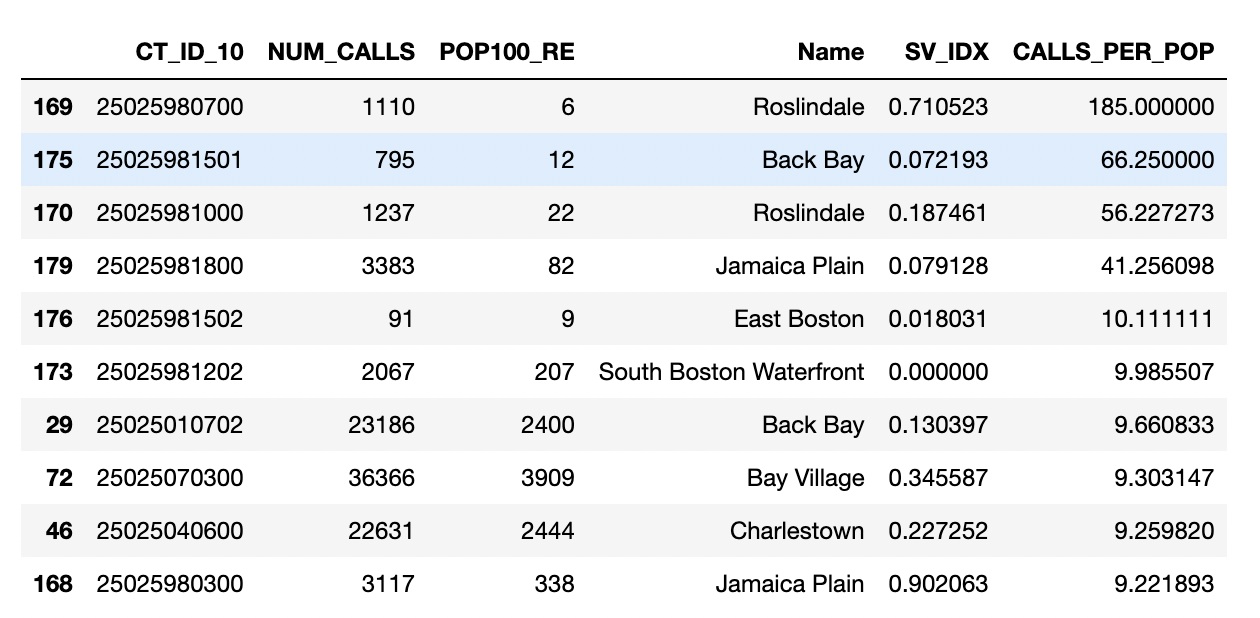 CT_ID_10 NUM_CALLS POP100_RE Name SV_IDX CALLS_PER_POP
169 25025980700 1110 6 Roslindale 0.710523 185.000000
175 25025981501 795 12 Back Bay 0.072193 66.250000
170 25025981000 1237 22 Roslindale 0.187461 56.227273
179 25025981800 3383 82 Jamaica Plain 0.079128 41.256098
176 25025981502 91 9 East Boston 0.018031 10.111111
173 25025981202 2067 207 South Boston Waterfront 0.000000 9.985507
29 25025010702 23186 2400 Back Bay 0.130397 9.660833
72 25025070300 36366 3909 Bay Village 0.345587 9.303147
46 25025040600 22631 2444 Charlestown 0.227252 9.259820
168 25025980300 3117 338 Jamaica Plain 0.902063 9.221893